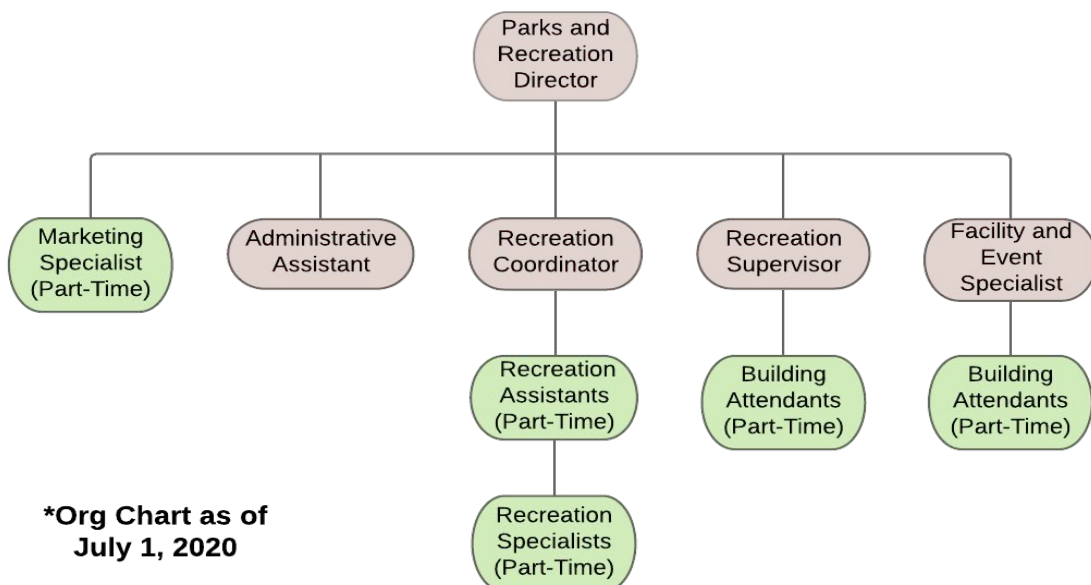 Parks and
Recreation
Director
Marketing
Specialist
(Part-Time)
Administrative
Assistant
Recreation
Coordinator
Recreation
Supervisor
Facility and
Event
Specialist
Recreation
Assistants
(Part-Time)
Building
Attendants
(Part-Time)
Building
Attendants
(Part-Time)
Recreation
Specialists
(Part-Time)
*Org Chart as of
July 1, 2020